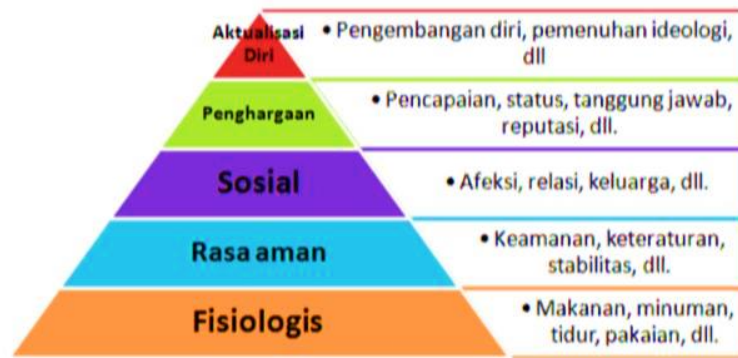 Aktualisasi
Diri
• Pengembangan diri, pemenuhan ideologi,
dll
Penghargaan
• Pencapaian, status, tanggung jawab,
reputasi, dll.
Sosial
• Afeksi, relasi, keluarga, dll.
Rasa aman
• Keamanan, keteraturan,
stabilitas, dll.
Fisiologis
• Makanan, minuman,
tidur, pakaian, dll.